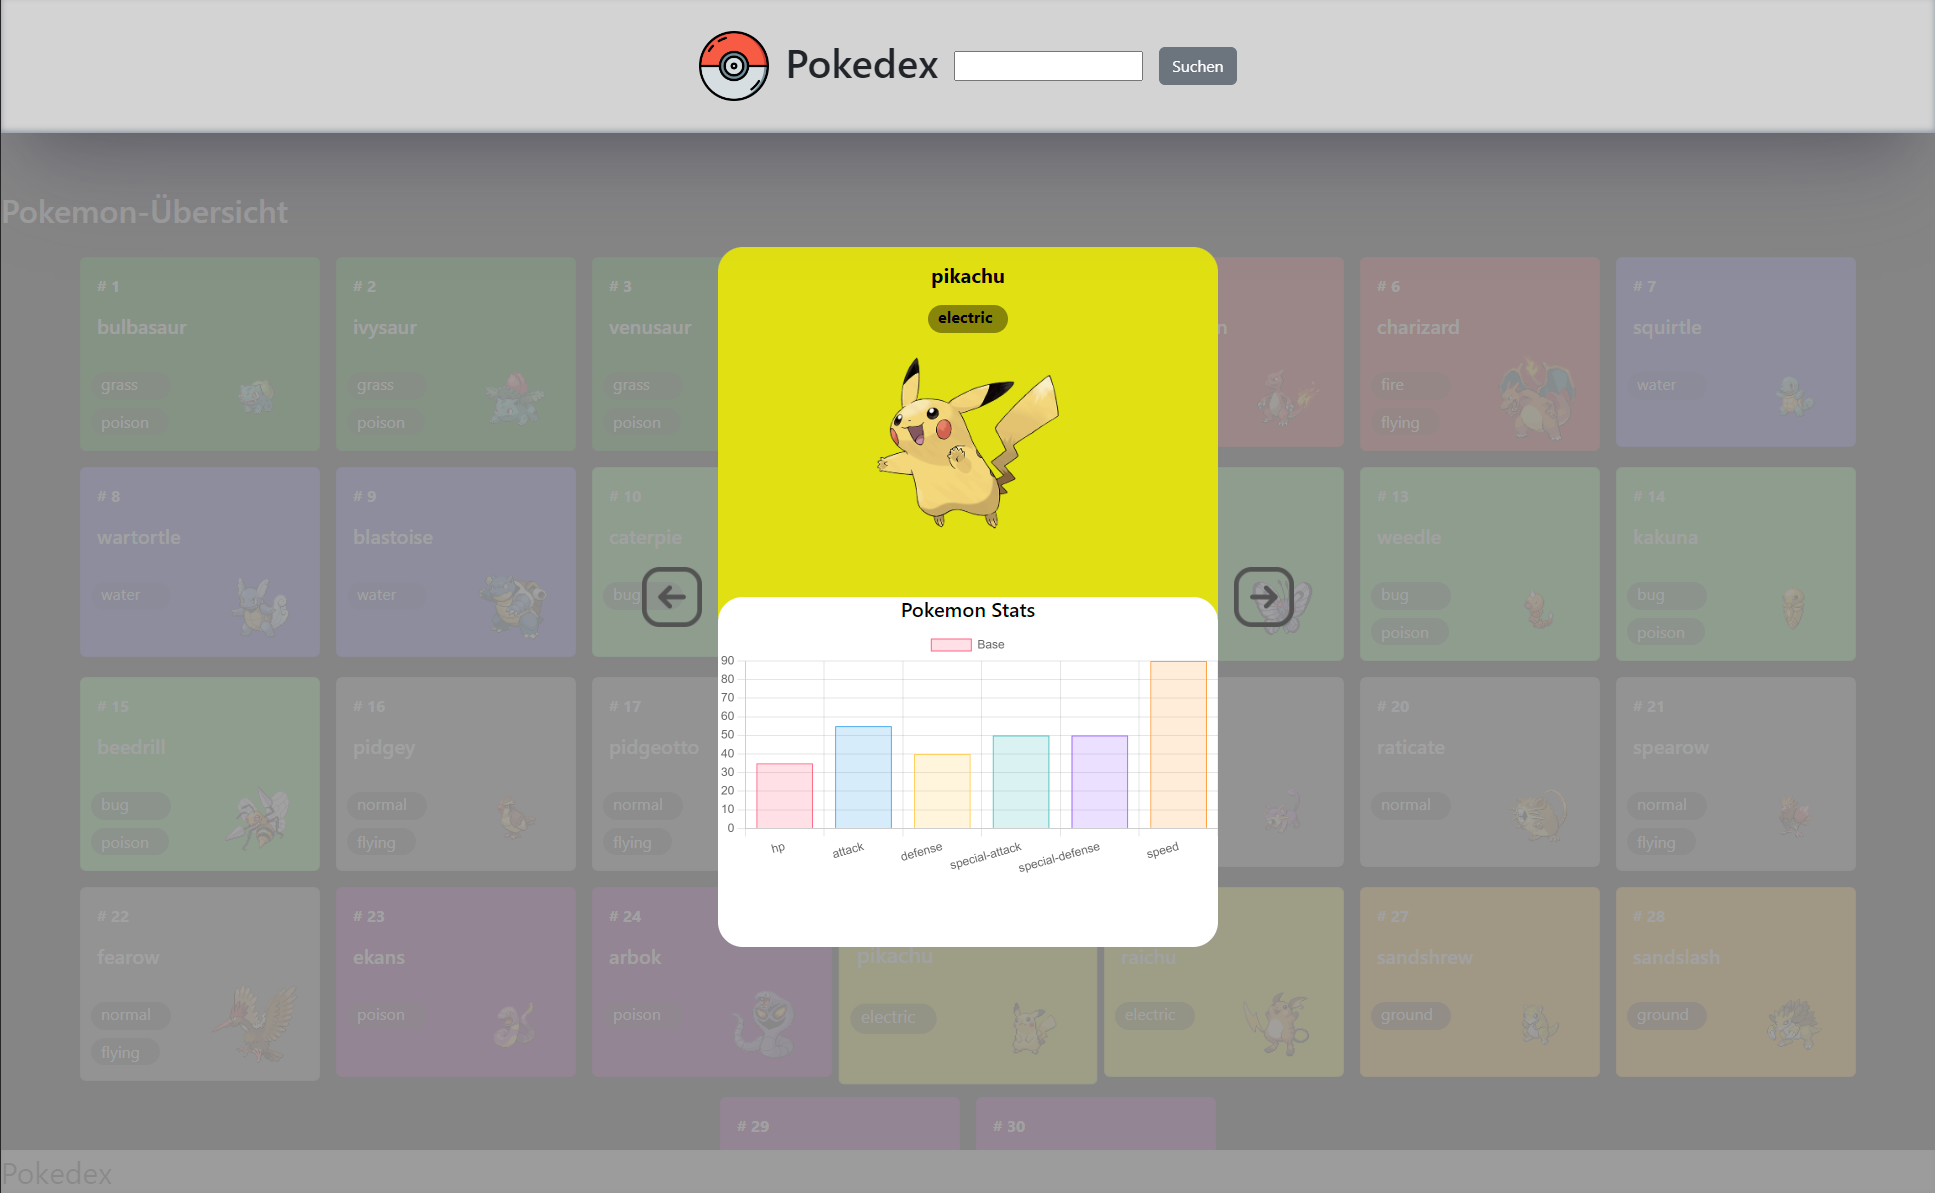 Pokedex
Suchen
Pokemon-Übersicht
# 1
bulbasaur
grass
poison
# 2
ivysaur
grass
poison
# 3
venusaur
grass
poison
pikachu
electric
n
# 6
charizard
fire
flying
# 7
squirtle
water
# 8
wartortle
water
# 9
blastoise
water
# 10
caterpie
bug
# 13
weedle
bug
poison
# 14
kakuna
bug
poison
Pokemon Stats
Base
90
80
70
60
50
40
30
20
10
0
hp
attack
defense
special-attack
special-defense
speed
# 15
beedrill
bug
poison
# 16
pidgey
normal
flying
# 17
pidgeotto
normal
flying
# 20
raticate
normal
# 21
spearow
normal
flying
# 22
fearow
normal
flying
# 23
ekans
poison
# 24
arbok
poison
pikachu
electric
raichu
electric
# 27
sandshrew
ground
# 28
sandslash
ground
# 29
# 30
Pokedex